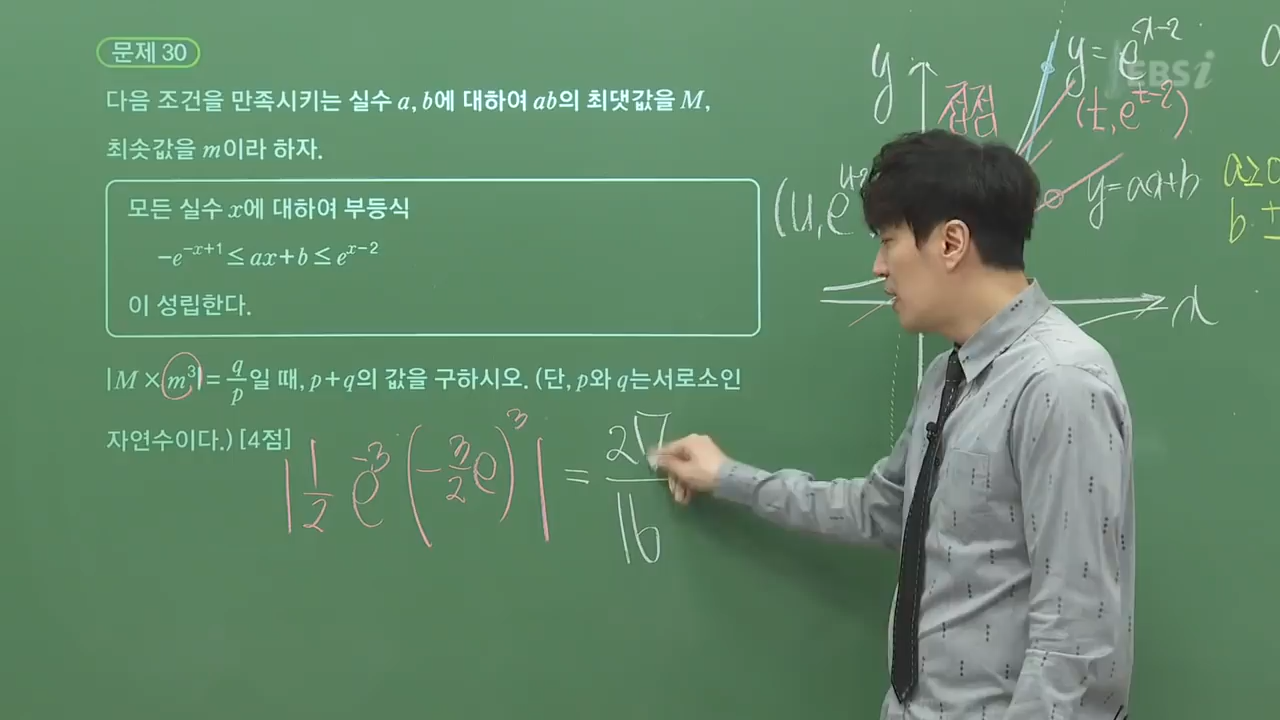 문제 30
다음 조건을 만족시키는 실수 a, b에 대하여 ab의 최댓값을 M,
최솟값을 m이라 하자.
모든 실수 x에 대하여 부등식
-e^{-x+1} ≤ ax+b ≤ e^{x-2}
이 성립한다.
|M × m^3| = q/p일 때, p+q의 값을 구하시오. (단, p와 q는서로소인
자연수이다.) [4점]
|1/2 e^{-3} (-3/2 e)^3| = 27/16
y
y = e^{x-2}
EBSi
접점
(t, e^{t-2})
y = ax+b
(u, e
x
a≥0
b